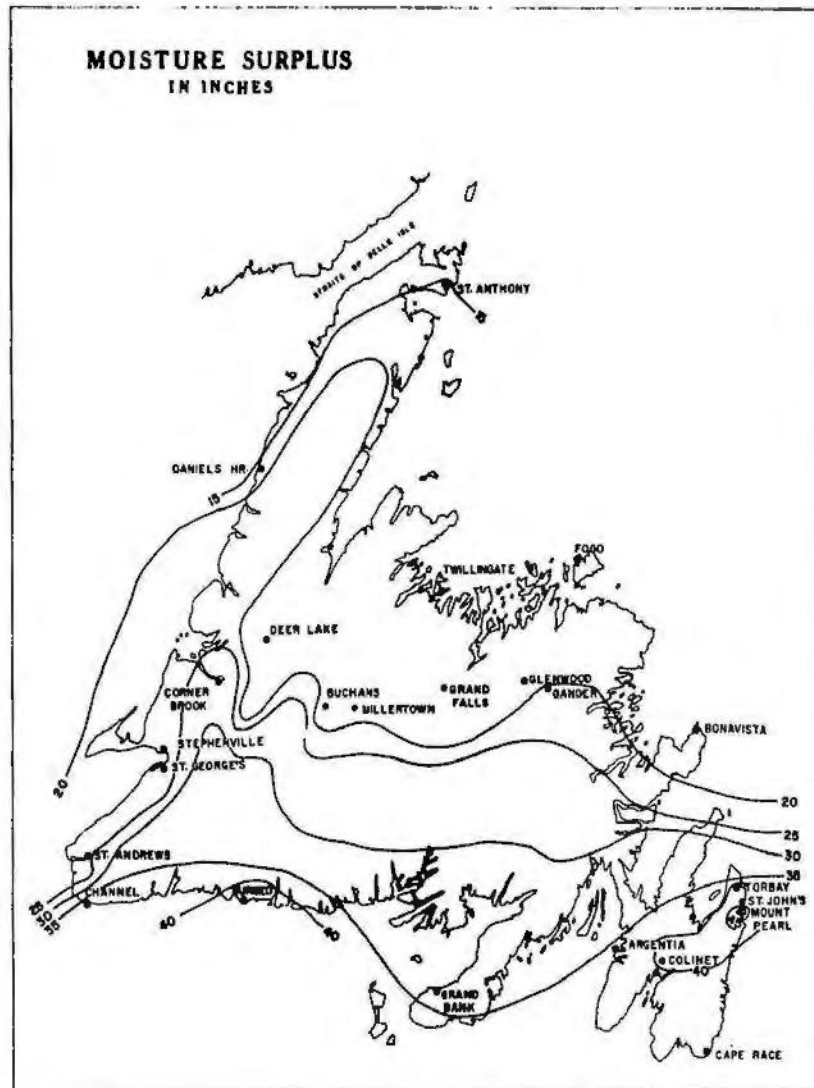 MOISTURE SURPLUS
IN INCHES
STRAITS OF BELLE ISLE
ST. ANTHONY
DANIELS HR.
15
FOGO
TWILLINGATE
DEER LAKE
CORNER
BROOK
BUCHANS
MILLERTOWN
GRAND
FALLS
GLENWOOD
GANDER
BONAVISTA
STEPHERVILLE
ST. GEORGE'S
20
20
25
30
35
ST. ANDREWS
CHANNEL
40
40
TORBAY
ST. JOHN'S
MOUNT
PEARL
ARGENTIA
COLINET
40
GRAND
BANK
CAPE RACE